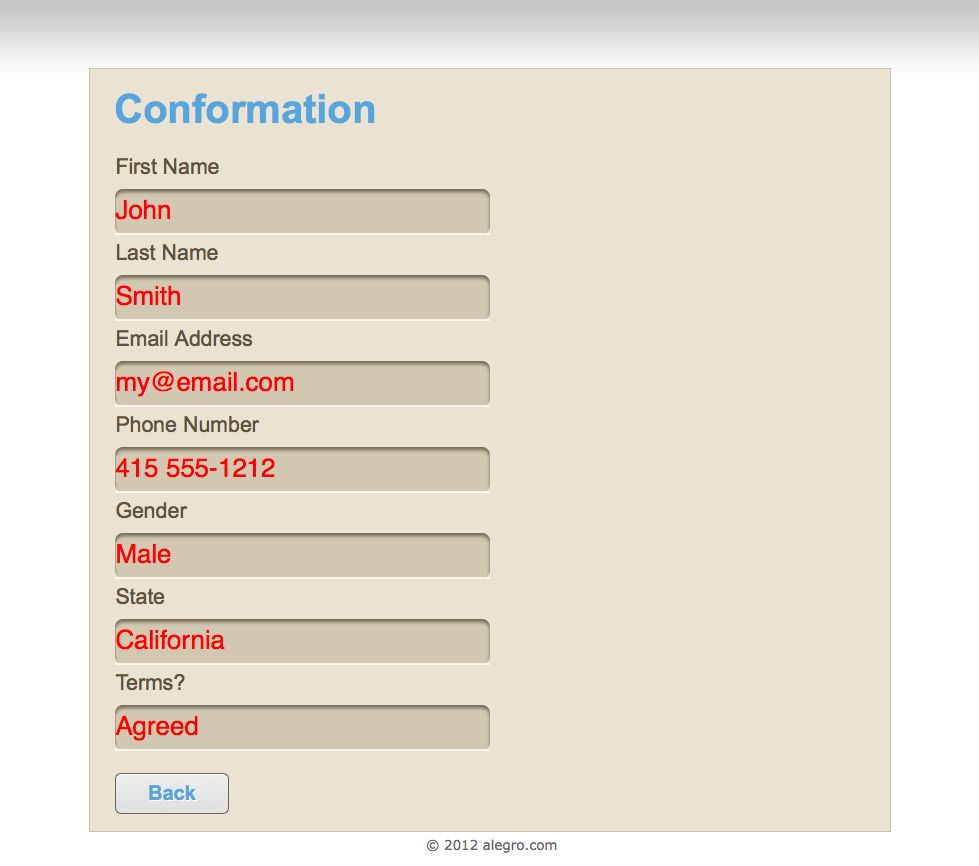 Conformation
First Name
John
Last Name
Smith
Email Address
my@email.com
Phone Number
415 555-1212
Gender
Male
State
California
Terms?
Agreed
Back
© 2012 alegro.com